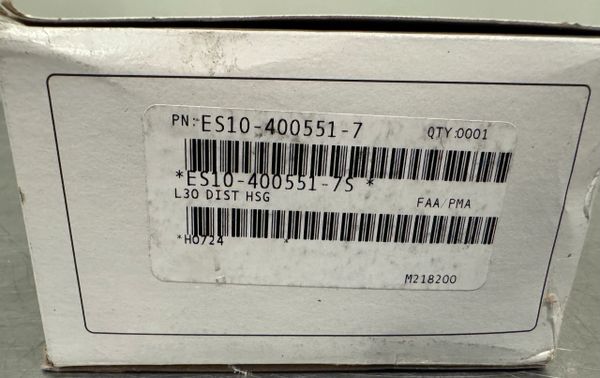 PN: ES10-400551-7 QTY:0001
*ES10-400551-7S *
L30 DIST HSG FAA/PMA
*H0724 *
M218200